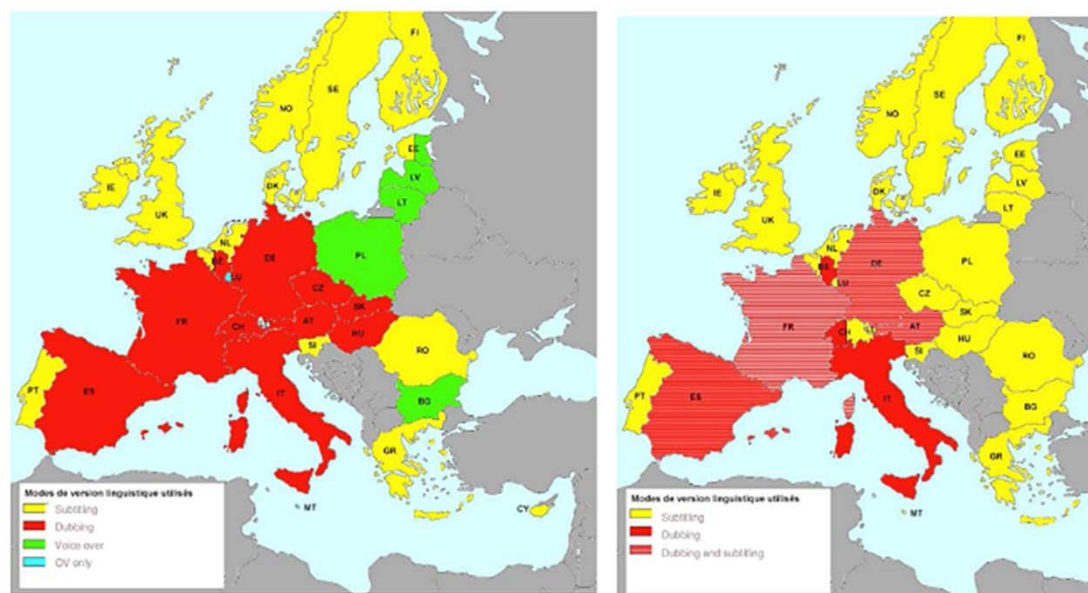 FI
SE
NO
EE
LV
DK
LT
IE
UK
NL
BE
DE
PL
LU
CZ
SK
FR
CH
AT
HU
SI
RO
PT
ES
IT
BG
GR
MT
CY
Modes de version linguistique utilisés
Subtitling
Dubbing
Voice over
OV only
FI
SE
NO
EE
LV
DK
LT
IE
UK
NL
BE
DE
PL
LU
CZ
SK
FR
CH
AT
HU
SI
RO
PT
ES
IT
BG
GR
MT
Modes de version linguistique utilisés
Subtitling
Dubbing
Dubbing and subtitling